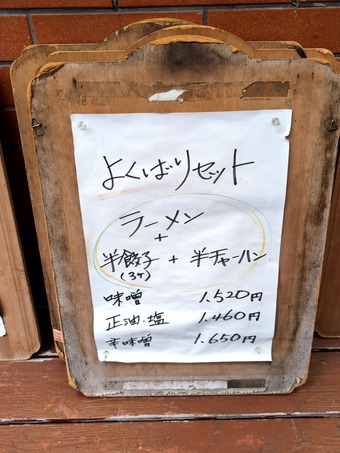 よくばりセット
ラーメン
+
半餃子 + 半チャーハン
(3ケ)
味噌 1.520円
正油・塩 1.460円
辛味噌 1.650円